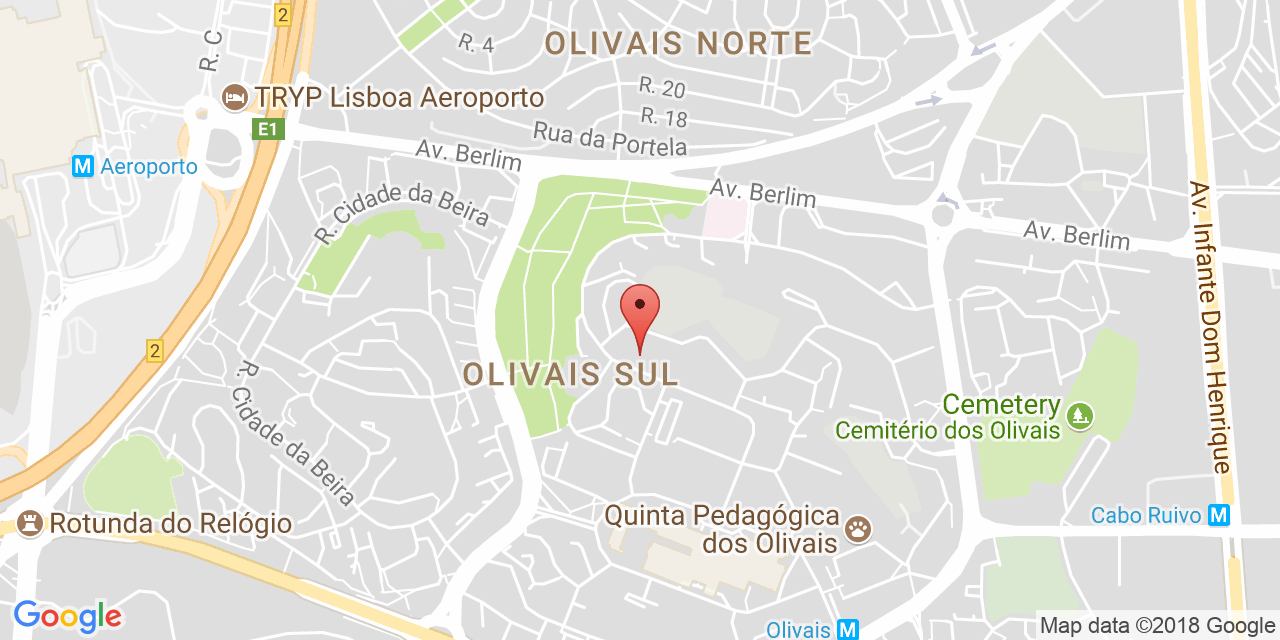 2
R. C
R. 4
OLIVAIS NORTE
R. 20
R. 18
TRYP Lisboa Aeroporto
E1
Rua da Portela
Av. Berlim
M Aeroporto
Av. Berlim
R. Cidade da Beira
Av. Berlim
Av. Infante Dom Henrique
2
OLIVAIS SUL
R. Cidade da Beira
Cemetery
Cemitério dos Olivais
Rotunda do Relógio
Quinta Pedagógica
dos Olivais
Cabo Ruivo M
Google
Olivais M
Map data ©2018 Google